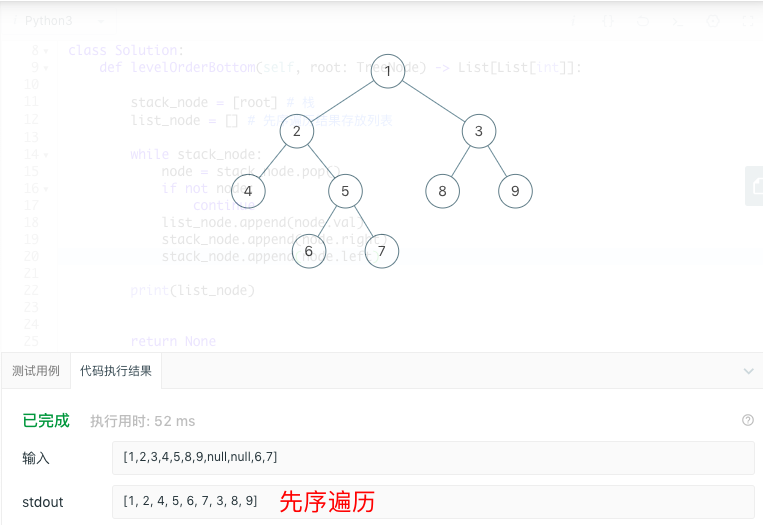 Python3
8 class Solution:
9 def levelOrderBottom(self, root: TreeNode) -> List[List[int]]:
10
11 stack_node = [root] # 栈
12 list_node = [] # 先序遍历结果存放列表
13
14 while stack_node:
15 node = stack_node.pop()
16 if not node:
17 continue
18 list_node.append(node.val)
19 stack_node.append(node.right)
20 stack_node.append(node.left)
21
22 print(list_node)
23
24
25 return None
1
2 3
4 5 8 9
6 7
测试用例 代码执行结果
已完成 执行用时: 52 ms
输入 [1,2,3,4,5,8,9,null,null,6,7]
stdout [1, 2, 4, 5, 6, 7, 3, 8, 9] 先序遍历